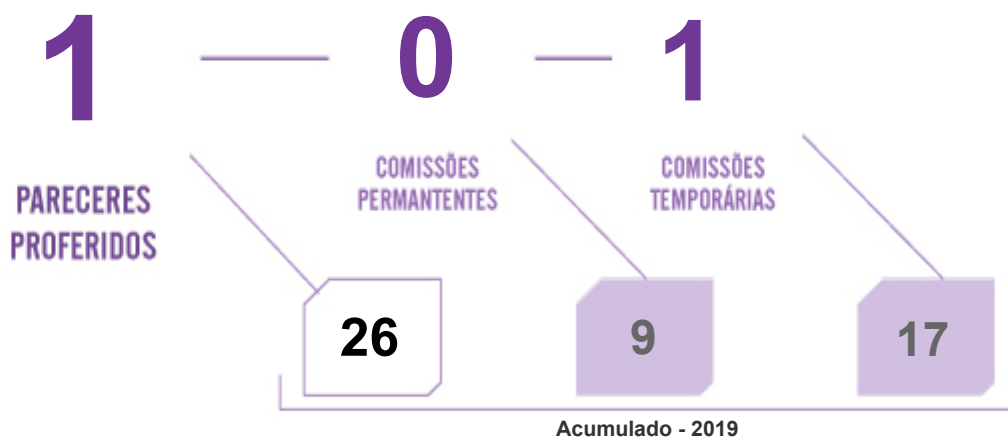 1
0
1
PARECERES
PROFERIDOS
COMISSÕES
PERMANTENTES
COMISSÕES
TEMPORÁRIAS
26
9
17
Acumulado - 2019